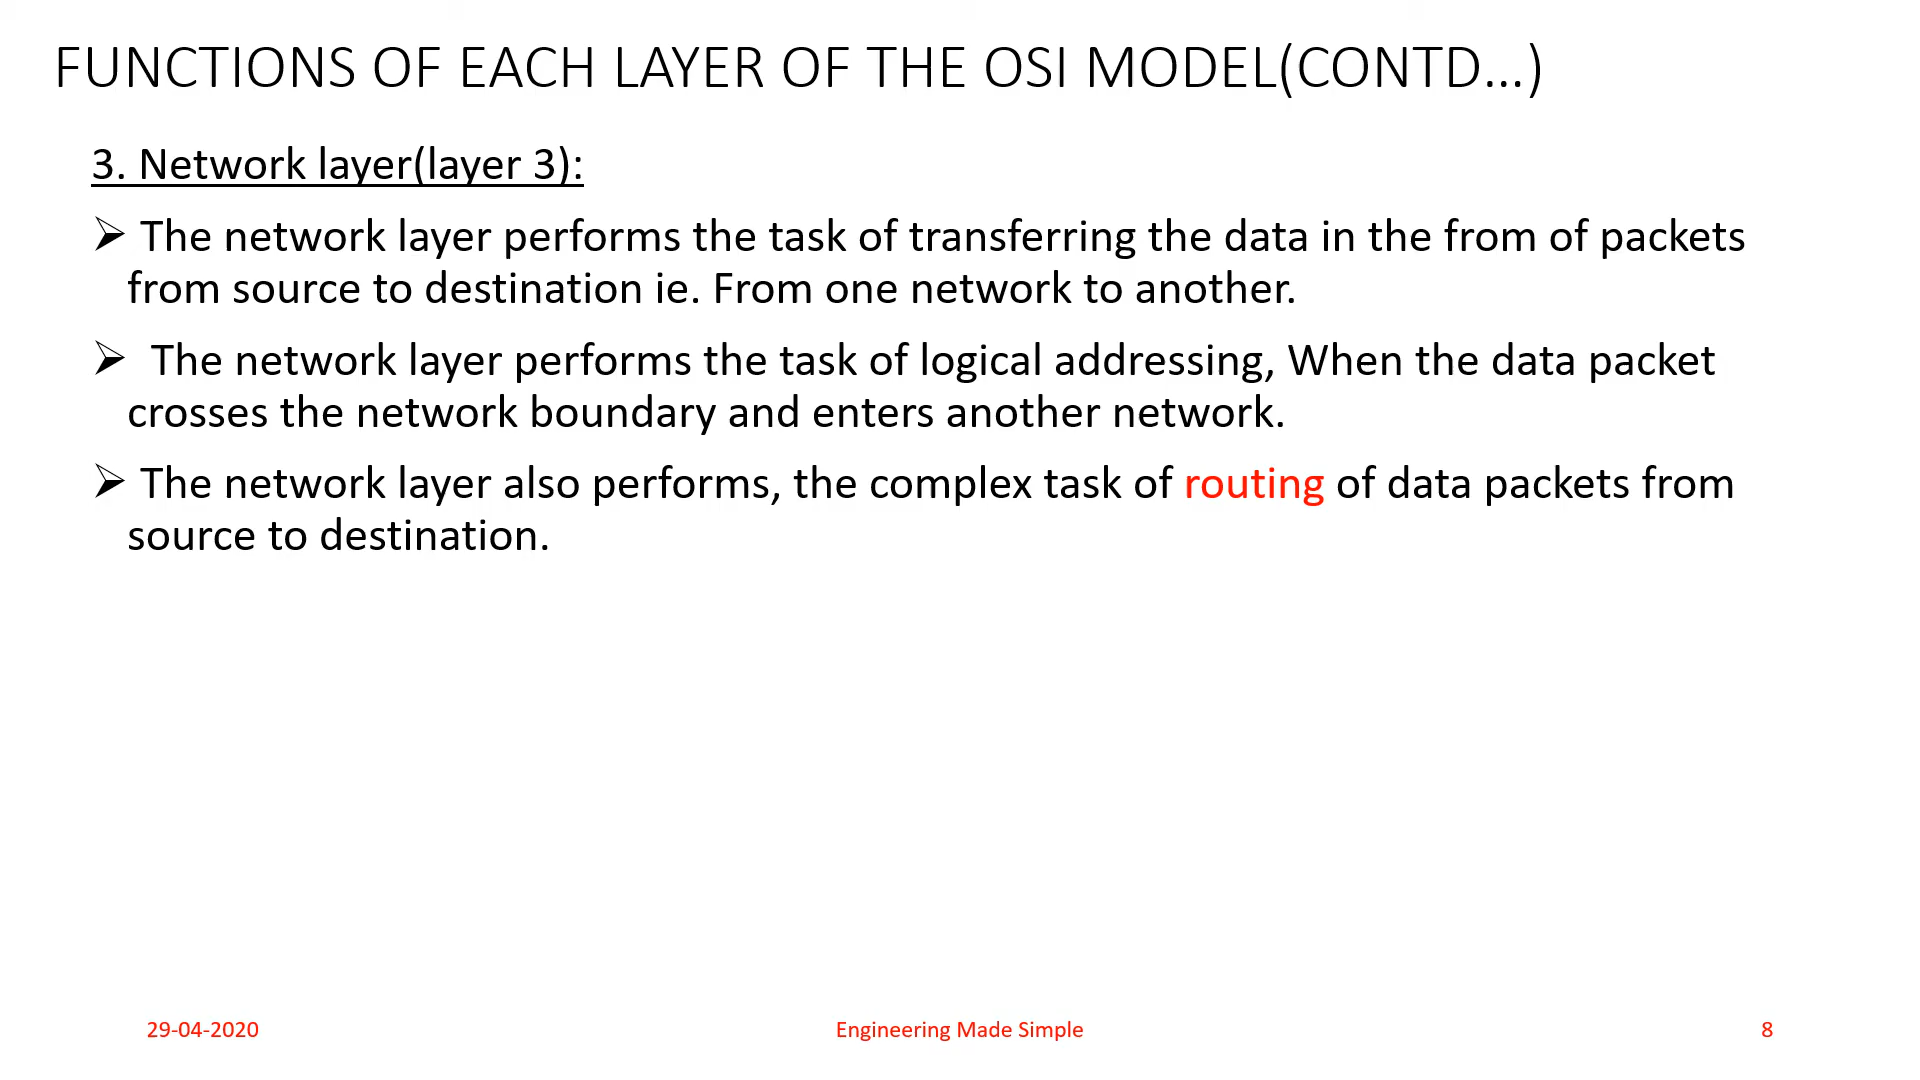 FUNCTIONS OF EACH LAYER OF THE OSI MODEL(CONTD...)
3. Network layer(layer 3):
➢ The network layer performs the task of transferring the data in the from of packets
from source to destination ie. From one network to another.
➢ The network layer performs the task of logical addressing, When the data packet
crosses the network boundary and enters another network.
➢ The network layer also performs, the complex task of routing of data packets from
source to destination.
29-04-2020
Engineering Made Simple
8